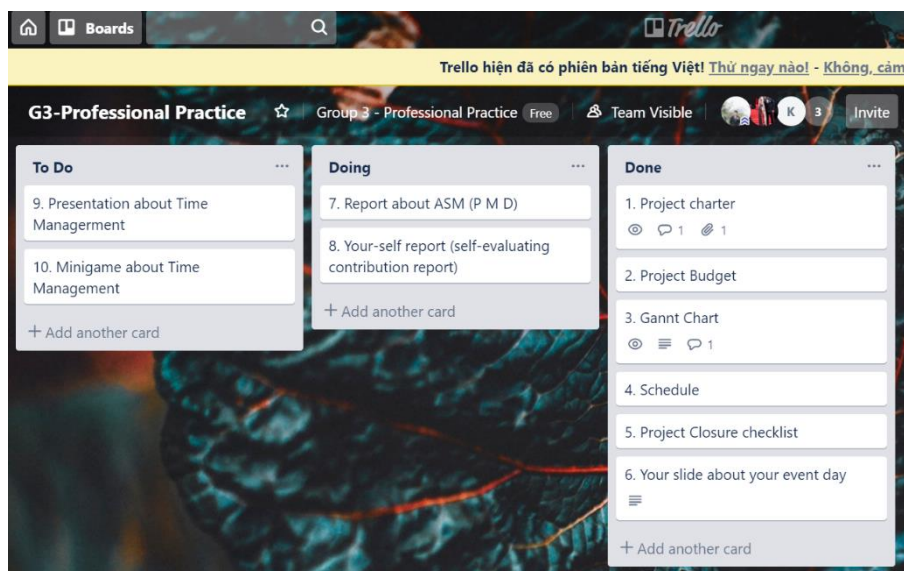 Boards
Trello
Trello hiện đã có phiên bản tiếng Việt! Thử ngay nào! - Không, cảm
G3-Professional Practice
Group 3 - Professional Practice Free
Team Visible
K
3
Invite
To Do
9. Presentation about Time
Managerment
10. Minigame about Time
Management
+ Add another card
Doing
7. Report about ASM (P M D)
8. Your-self report (self-evaluating
contribution report)
+ Add another card
Done
1. Project charter
1
1
2. Project Budget
3. Gannt Chart
1
4. Schedule
5. Project Closure checklist
6. Your slide about your event day
+ Add another card